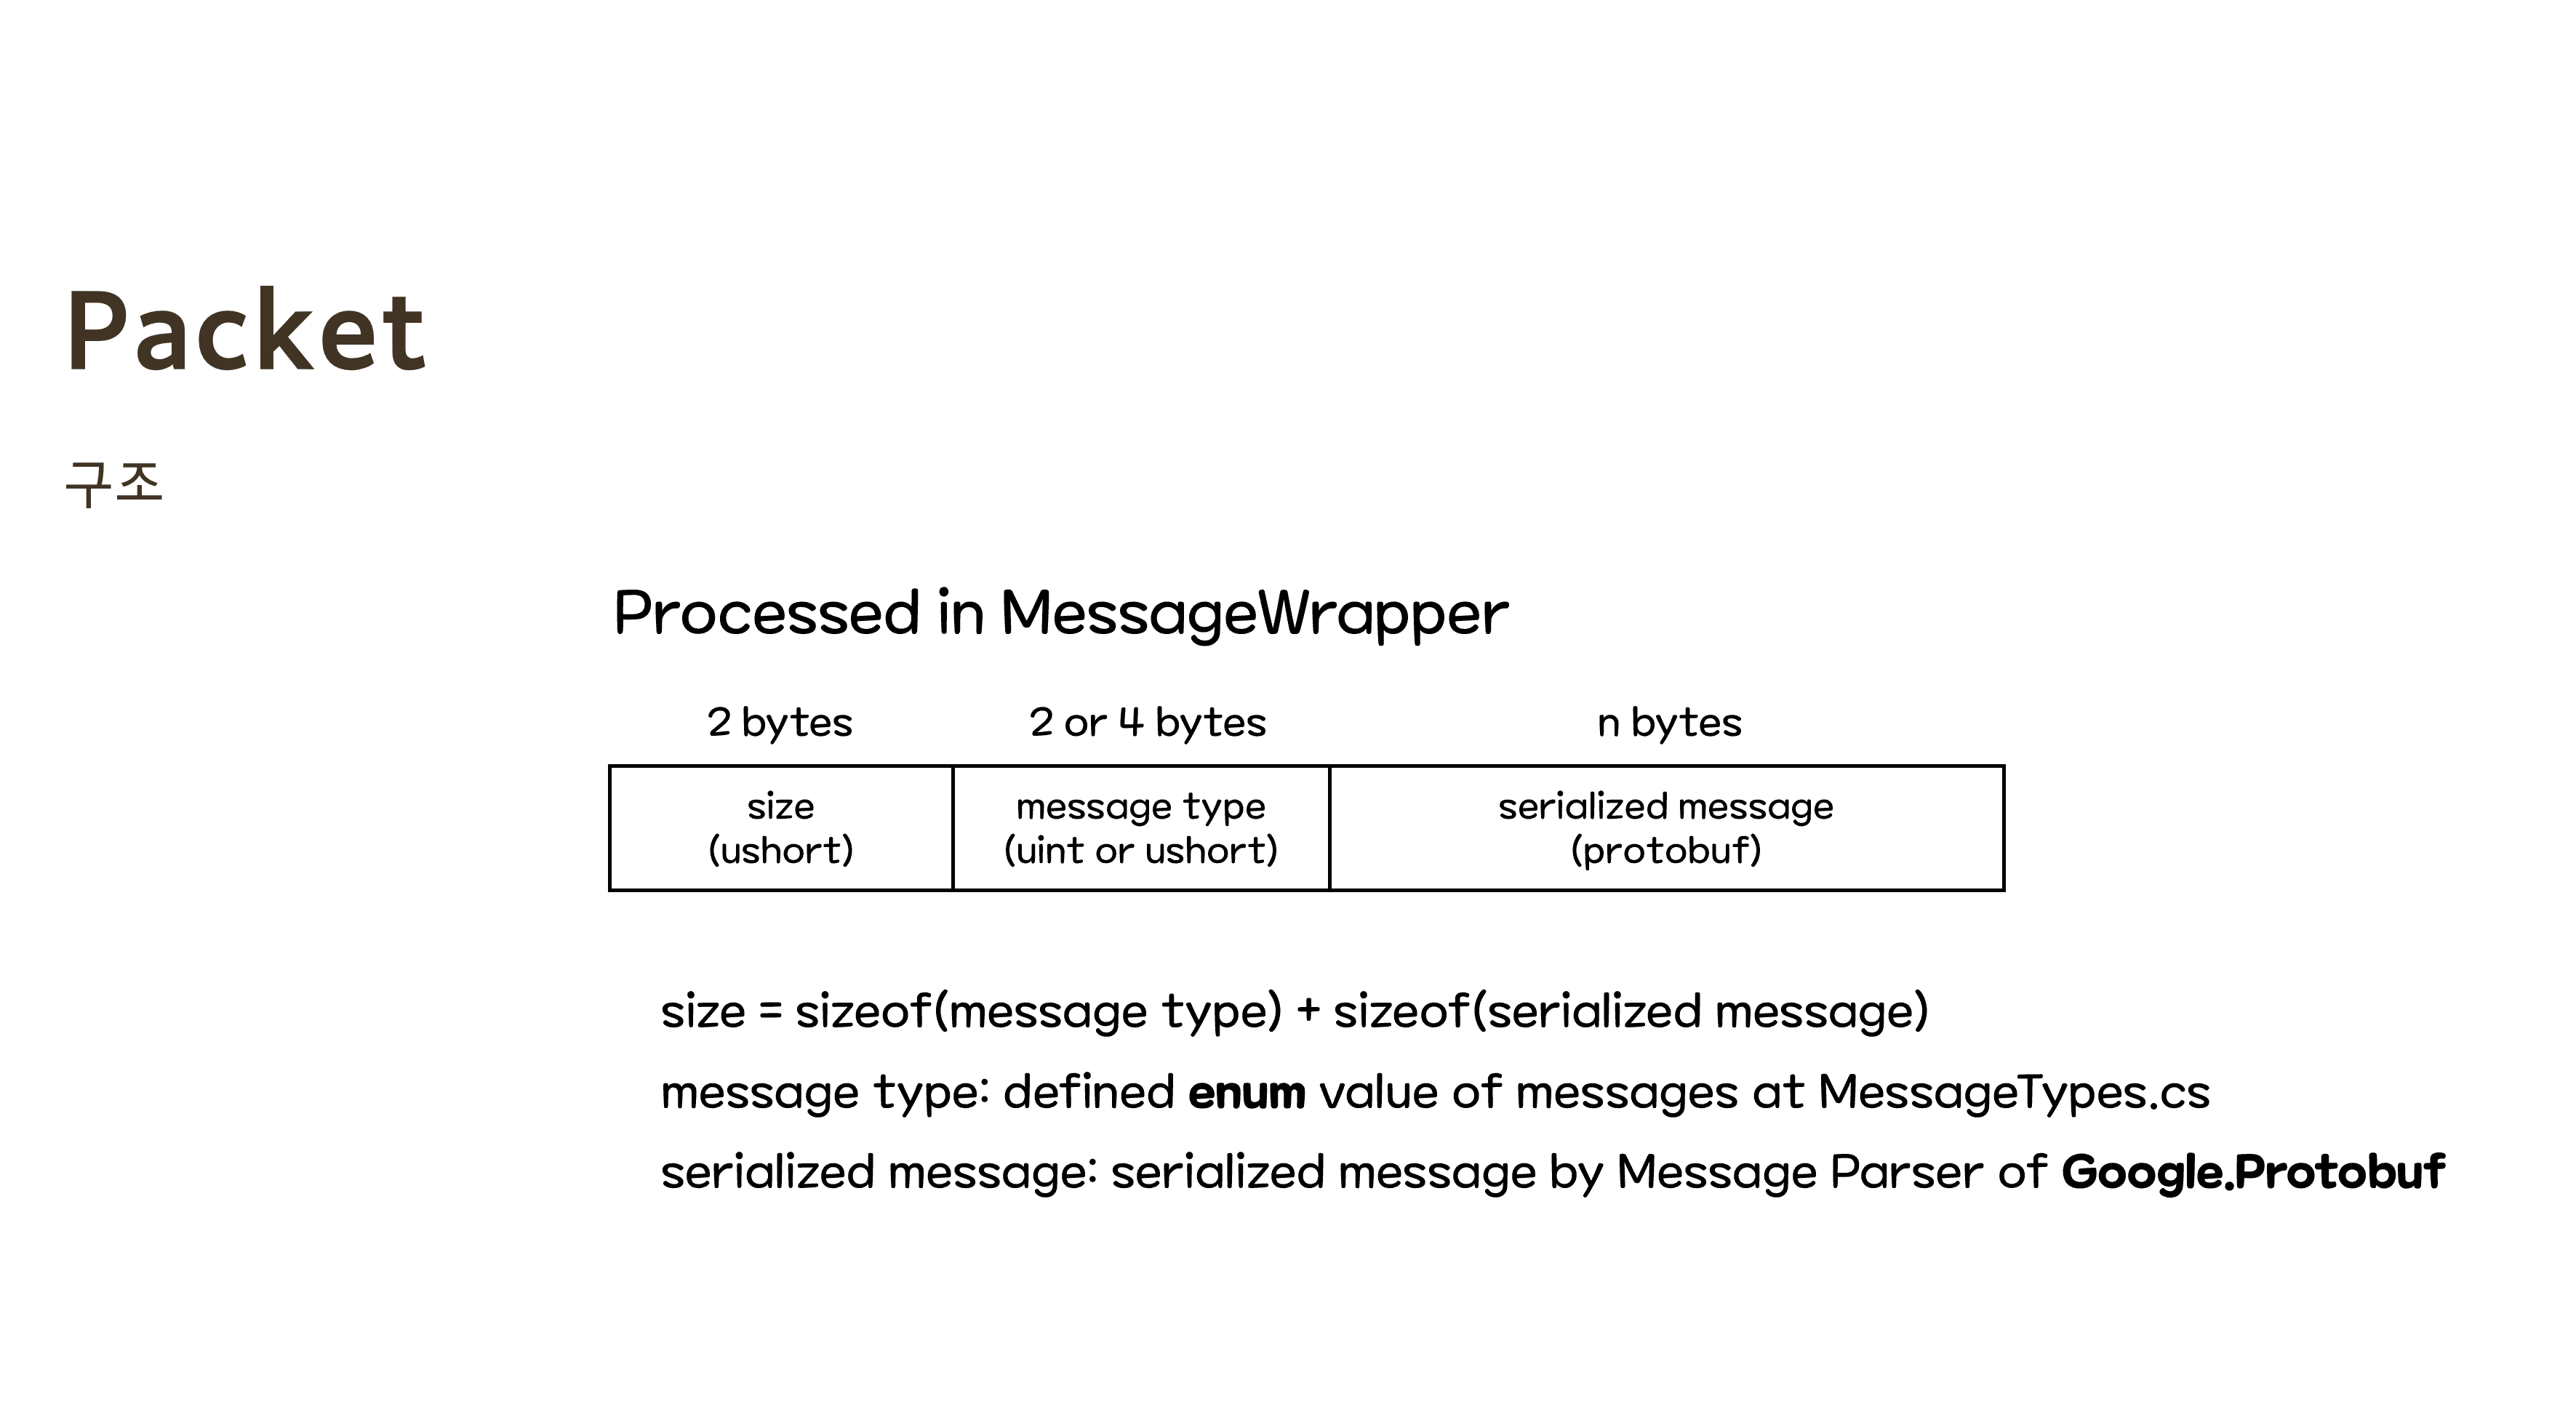 Packet
구조
Processed in MessageWrapper
2 bytes 2 or 4 bytes n bytes
size message type serialized message
(ushort) (uint or ushort) (protobuf)
size = sizeof(message type) + sizeof(serialized message)
message type: defined enum value of messages at MessageTypes.cs
serialized message: serialized message by Message Parser of Google.Protobuf